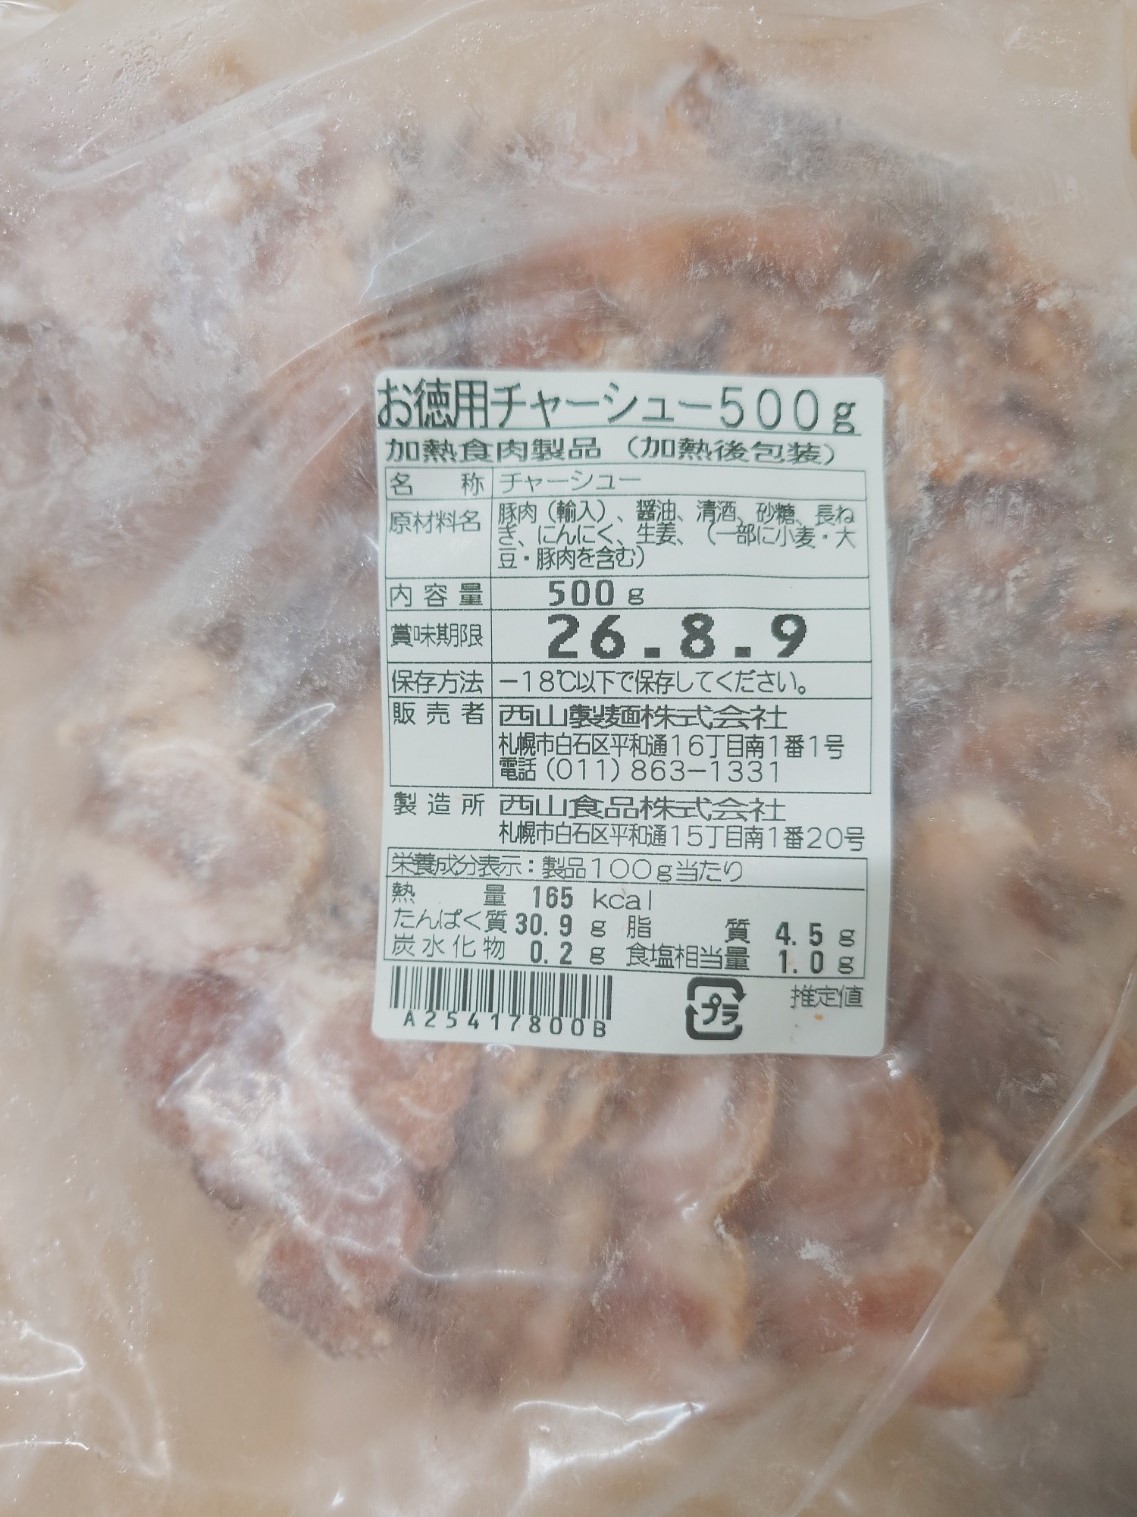 お徳用チャーシュー500g
加熱食肉製品（加熱後包装）
名称 チャーシュー
原材料名 豚肉（輸入）、醤油、清酒、砂糖、長ね
ぎ、にんにく、生姜、（一部に小麦・大
豆・豚肉を含む）
内容量 500g
賞味期限 26.8.9
保存方法 －18℃以下で保存してください。
販売者 西山製麺株式会社
札幌市白石区平和通16丁目南1番1号
電話（011）863－1331
製造所 西山食品株式会社
札幌市白石区平和通15丁目南1番20号
栄養成分表示：製品100g当たり
熱量 165 kcal
たんぱく質 30.9 g 脂質 4.5 g
炭水化物 0.2 g 食塩相当量 1.0 g
推定値
A25417800B
プラ